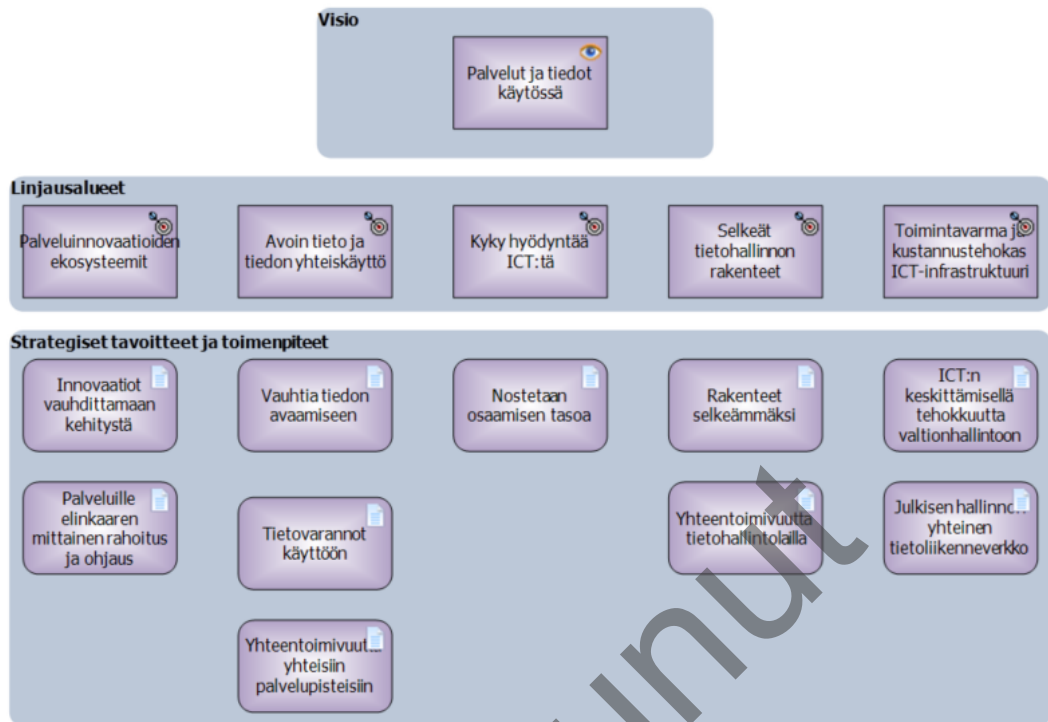 Visio
Palvelut ja tiedot
käytössä
Linjausalueet
Palveluinnovaatioiden
ekosysteemit
Avoin tieto ja
tiedon yhteiskäyttö
Kyky hyödyntää
ICT:tä
Selkeät
tietohallinnon
rakenteet
Toimintavarma ja
kustannustehokas
ICT-infrastruktuuri
Strategiset tavoitteet ja toimenpiteet
Innovaatiot
vauhdittamaan
kehitystä
Vauhtia tiedon
avaamiseen
Nostetaan
osaamisen tasoa
Rakenteet
selkeämmäksi
ICT:n
keskittämisellä
tehokkuutta
valtionhallintoon
Palveluille
elinkaaren
mittainen rahoitus
ja ohjaus
Tietovarannot
käyttöön
Yhteentoimivuutta
tietohallintolailla
Julkisen hallinnon
yhteinen
tietoliikenneverkko
Yhteentoimivuutta
yhteisiin
palvelupisteisiin